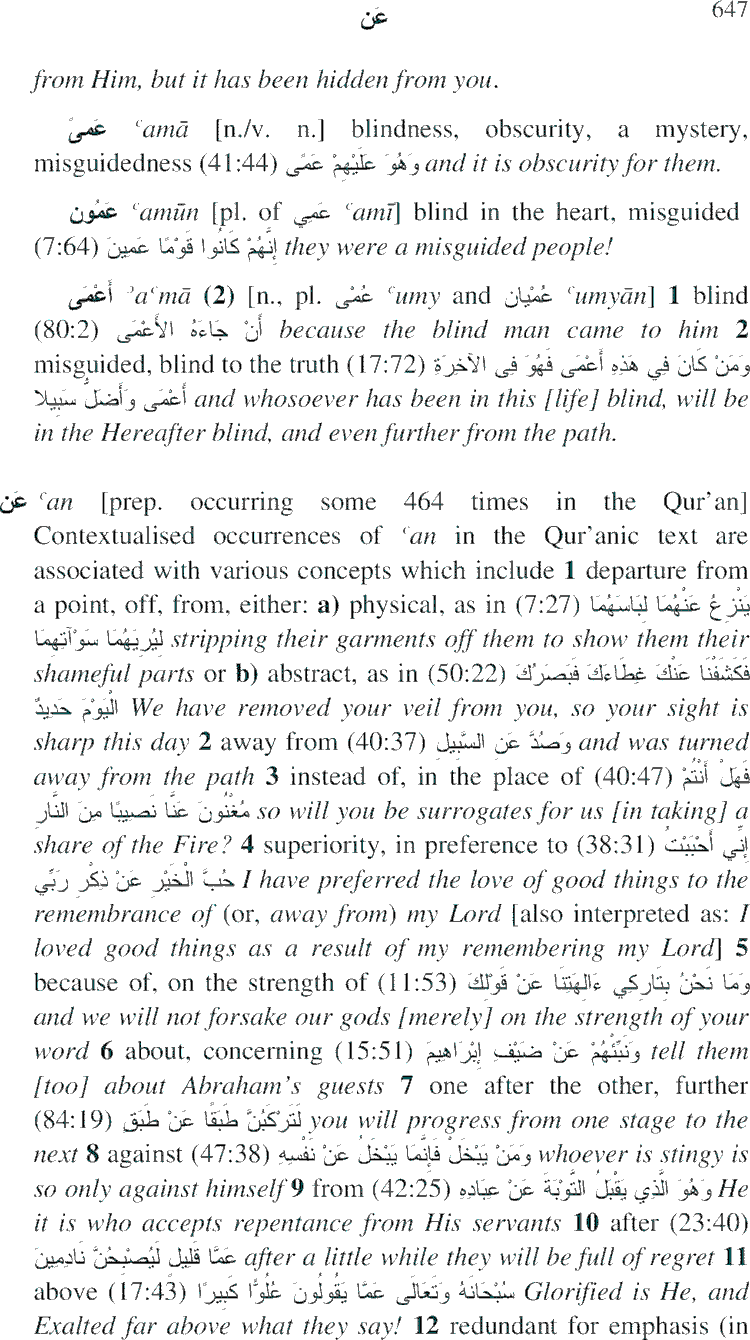 عَن 647
from Him, but it has been hidden from you.
عَمىً ʿamā [n./v. n.] blindness, obscurity, a mystery,
misguidedness (41:44) وَهُوَ عَلَيْهِمْ عَمًى and it is obscurity for them.
عَمُون ʿamūn [pl. of عَمِي ʿamī] blind in the heart, misguided
(7:64) إِنَّهُمْ كَانُوا قَوْمًا عَمينَ they were a misguided people!
أَعْمَى ʾaʿmā (2) [n., pl. عُمْى ʿumy and عُمْيَان ʿumyān] 1 blind
(80:2) أَنْ جَاءَهُ الأَعْمَى because the blind man came to him 2
misguided, blind to the truth (17:72) وَمَنْ كَانَ فِي هَذِهِ أَعْمَى فَهُوَ فِى الآخِرَةِ
أَعْمَى وَأَضَلُّ سَبِيلا and whosoever has been in this [life] blind, will be
in the Hereafter blind, and even further from the path.
عَن ʿan [prep. occurring some 464 times in the Qur’an]
Contextualised occurrences of ʿan in the Qur’anic text are
associated with various concepts which include 1 departure from
a point, off, from, either: a) physical, as in (7:27) يَنْزِعُ عَنْهُمَا لِبَاسَهُمَا
لِيُرِيَهُمَا سَوْآتِهِمَا stripping their garments off them to show them their
shameful parts or b) abstract, as in (50:22) فَكَشَفْنَا عَنْكَ غِطَاءَكَ فَبَصَرُكَ
الْيَوْمَ حَدِيدٌ We have removed your veil from you, so your sight is
sharp this day 2 away from (40:37) وَصُدَّ عَنِ السَّبِيلِ and was turned
away from the path 3 instead of, in the place of (40:47) فَهَلْ أَنْتُمْ
مُغْنُونَ عَنَّا نَصِيبًا مِنَ النَّارِ so will you be surrogates for us [in taking] a
share of the Fire? 4 superiority, in preference to (38:31) إِنِّي أَحْبَبْتُ
حُبَّ الْخَيْرِ عَنْ ذِكْرِ رَبِّي I have preferred the love of good things to the
remembrance of (or, away from) my Lord [also interpreted as: I
loved good things as a result of my remembering my Lord] 5
because of, on the strength of (11:53) وَمَا نَحْنُ بِتَارِكِي ءَالِهَتِنَا عَنْ قَوْلِكَ
and we will not forsake our gods [merely] on the strength of your
word 6 about, concerning (15:51) وَنَبِّئْهُمْ عَنْ ضَيْفِ إِبْرَاهِيمَ tell them
[too] about Abraham’s guests 7 one after the other, further
(84:19) لَتَرْكَبُنَّ طَبَقًا عَنْ طَبَقٍ you will progress from one stage to the
next 8 against (47:38) وَمَنْ يَبْخَلْ فَإِنَّمَا يَبْخَلُ عَنْ نَفْسِهِ whoever is stingy is
so only against himself 9 from (42:25) وَهُوَ الَّذِي يَقْبَلُ التَّوْبَةَ عَنْ عِبَادِهِ He
it is who accepts repentance from His servants 10 after (23:40)
عَمَّا قَلِيلٍ لَيُصْبِحُنَّ نَادِمِينَ after a little while they will be full of regret 11
above (17:43) سُبْحَانَهُ وَتَعَالَى عَمَّا يَقُولُونَ عُلُوًّا كَبِيرًا Glorified is He, and
Exalted far above what they say! 12 redundant for emphasis (in